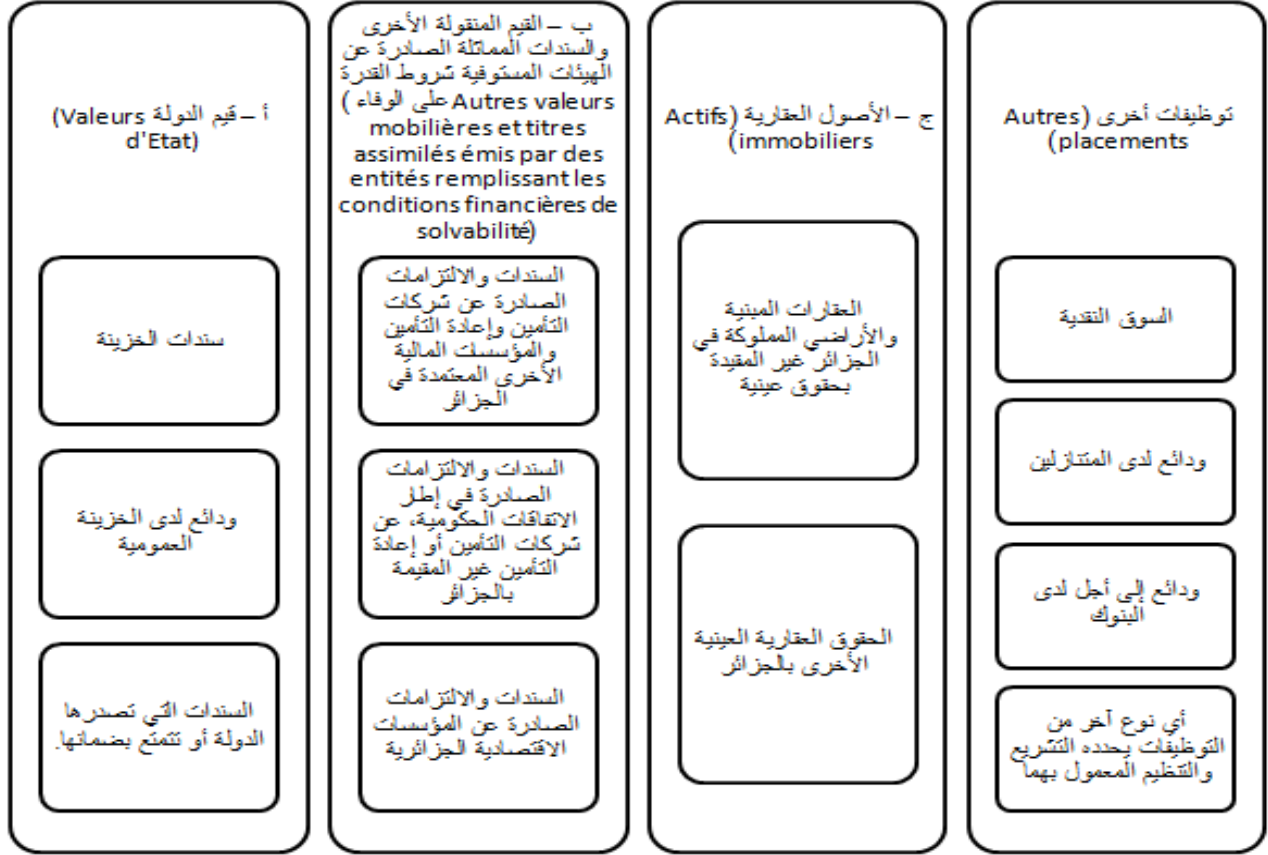 أ – قيم الدولة (Valeurs
d'Etat)
سندات الخزينة
ودائع لدى الخزينة
العمومية
السندات التي تصدرها
الدولة أو تتمتع بضمانها.
ب – القيم المنقولة الأخرى
والسندات المماثلة الصادرة عن
الهيئات المستوفية شروط القدرة
على الوفاء (Autres valeurs
mobilières et titres
assimilés émis par des
entités remplissant les
conditions financières de
solvabilité)
السندات والالتزامات
الصادرة عن شركات
التأمين وإعادة التأمين
والمؤسسات المالية
الأخرى المعتمدة في
الجزائر
السندات والالتزامات
الصادرة في إطار
الاتفاقات الحكومية، عن
شركات التأمين أو إعادة
التأمين غير المقيمة
بالجزائر
السندات والالتزامات
الصادرة عن المؤسسات
الاقتصادية الجزائرية
ج – الأصول العقارية (Actifs
immobiliers)
العقارات المبنية
والأراضي المملوكة في
الجزائر غير المقيدة
بحقوق عينية
الحقوق العقارية العينية
الأخرى بالجزائر
توظيفات أخرى (Autres
placements)
السوق النقدية
ودائع لدى المتنازلين
ودائع إلى أجل لدى
البنوك
أي نوع آخر من
التوظيفات يحدده التشريع
والتنظيم المعمول بهما